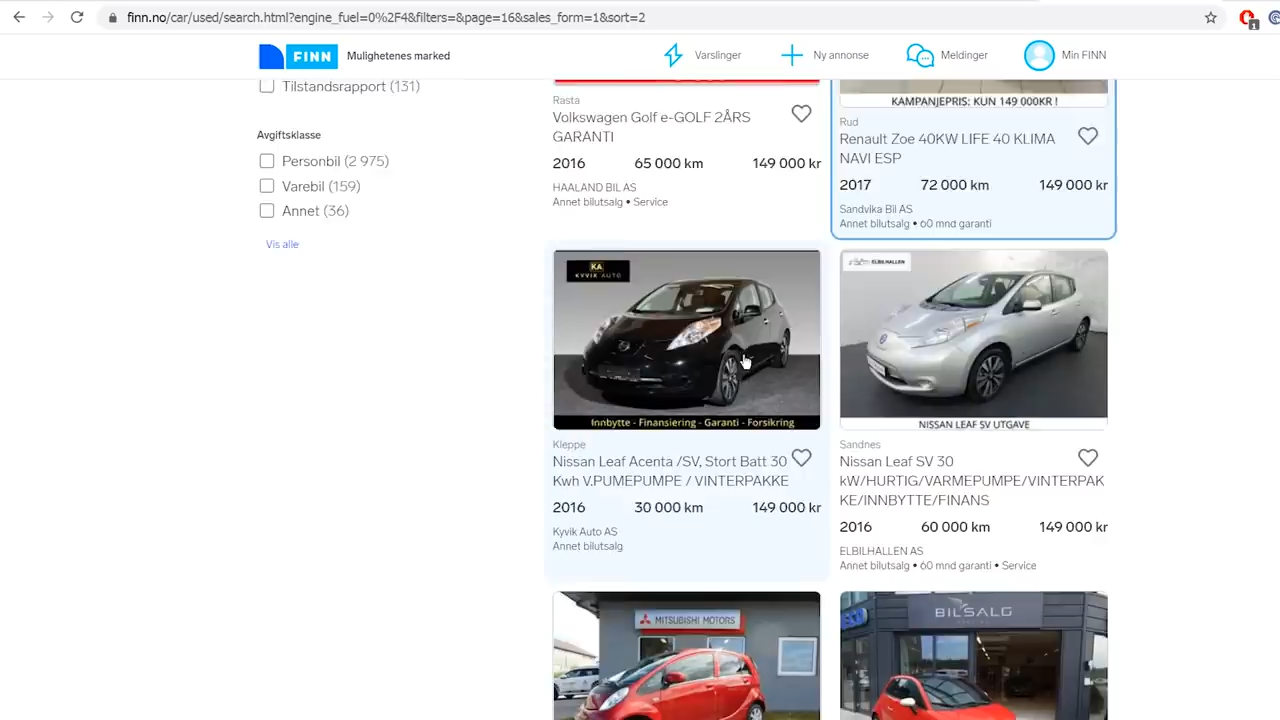 finn.no/car/used/search.html?engine_fuel=0%2F4&filters=&page=16&sales_form=1&sort=2
1
FINN
Mulighetenes marked
Varslinger
Ny annonse
Meldinger
Min FINN
Tilstandsrapport (131)
Avgiftsklasse
Personbil (2 975)
Varebil (159)
Annet (36)
Vis alle
Rasta
Volkswagen Golf e-GOLF 2ÅRS
GARANTI
2016 65 000 km 149 000 kr
HAALAND BIL AS
Annet bilutsalg • Service
KAMPANJEPRIS: KUN 149 000KR !
Rud
Renault Zoe 40KW LIFE 40 KLIMA
NAVI ESP
2017 72 000 km 149 000 kr
Sandvika Bil AS
Annet bilutsalg • 60 mnd garanti
KA
KYVIK AUTO
Innbytte - Finansiering - Garanti - Forsikring
Kleppe
Nissan Leaf Acenta /SV, Stort Batt 30
Kwh V.PUMEPUMPE / VINTERPAKKE
2016 30 000 km 149 000 kr
Kyvik Auto AS
Annet bilutsalg
ELBILHALLEN
NISSAN LEAF SV UTGAVE
Sandnes
Nissan Leaf SV 30
kW/HURTIG/VARMEPUMPE/VINTERPAK
KE/INNBYTTE/FINANS
2016 60 000 km 149 000 kr
ELBILHALLEN AS
Annet bilutsalg • 60 mnd garanti • Service
MITSUBISHI MOTORS
BILSALG